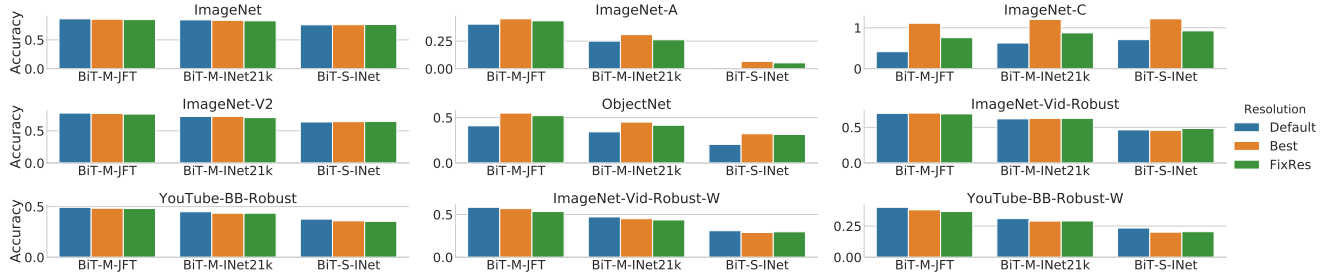 ImageNet
ImageNet-A
ImageNet-C
Accuracy
0.5
0.0
BiT-M-JFT
BiT-M-INet21k
BiT-S-INet
0.25
0.00
BiT-M-JFT
BiT-M-INet21k
BiT-S-INet
1
0
BiT-M-JFT
BiT-M-INet21k
BiT-S-INet
ImageNet-V2
ObjectNet
ImageNet-Vid-Robust
Accuracy
0.5
0.0
BiT-M-JFT
BiT-M-INet21k
BiT-S-INet
0.5
0.0
BiT-M-JFT
BiT-M-INet21k
BiT-S-INet
0.5
0.0
BiT-M-JFT
BiT-M-INet21k
BiT-S-INet
Resolution
Default
Best
FixRes
YouTube-BB-Robust
ImageNet-Vid-Robust-W
YouTube-BB-Robust-W
Accuracy
0.5
0.0
BiT-M-JFT
BiT-M-INet21k
BiT-S-INet
0.5
0.0
BiT-M-JFT
BiT-M-INet21k
BiT-S-INet
0.25
0.00
BiT-M-JFT
BiT-M-INet21k
BiT-S-INet